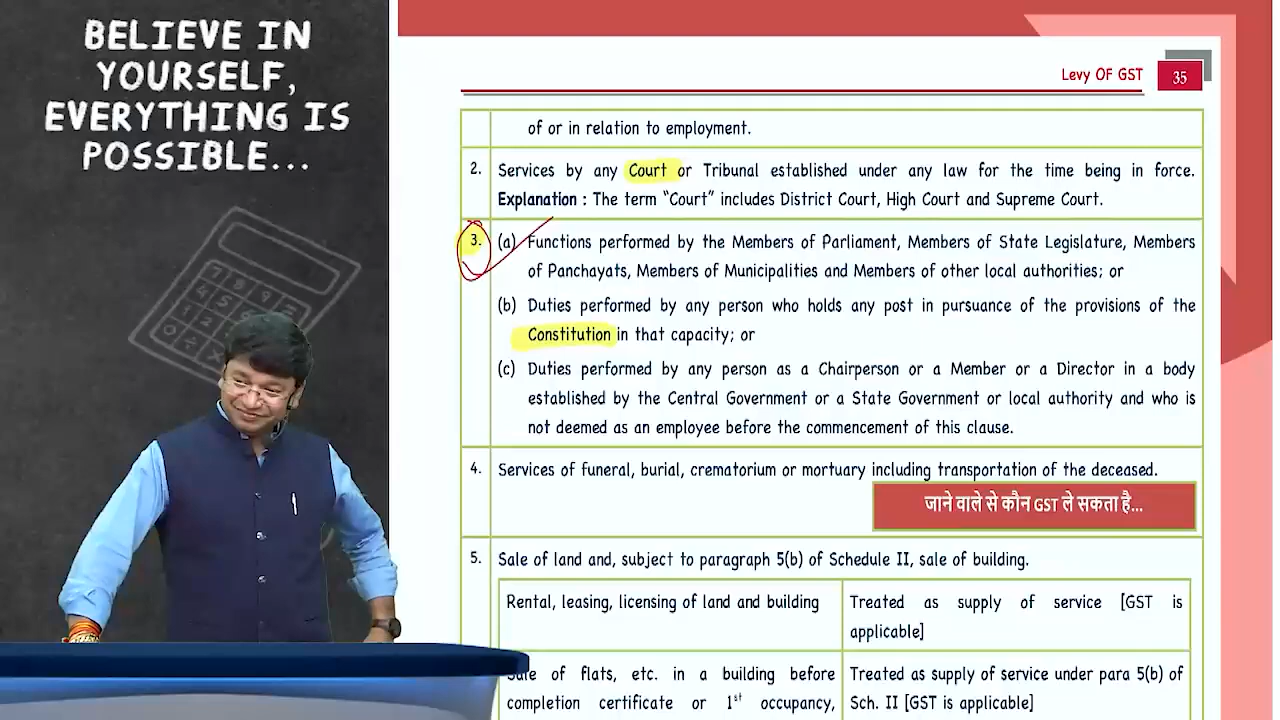 BELIEVE IN
YOURSELF,
EVERYTHING IS
POSSIBLE...
Levy OF GST 35
of or in relation to employment.
2. Services by any Court or Tribunal established under any law for the time being in force.
Explanation : The term “Court” includes District Court, High Court and Supreme Court.
3. (a) Functions performed by the Members of Parliament, Members of State Legislature, Members
of Panchayats, Members of Municipalities and Members of other local authorities; or
(b) Duties performed by any person who holds any post in pursuance of the provisions of the
Constitution in that capacity; or
(c) Duties performed by any person as a Chairperson or a Member or a Director in a body
established by the Central Government or a State Government or local authority and who is
not deemed as an employee before the commencement of this clause.
4. Services of funeral, burial, crematorium or mortuary including transportation of the deceased.
जाने वाले से कौन GST ले सकता है...
5. Sale of land and, subject to paragraph 5(b) of Schedule II, sale of building.
Rental, leasing, licensing of land and building
Treated as supply of service [GST is
applicable]
Sale of flats, etc. in a building before
completion certificate or 1st occupancy,
Treated as supply of service under para 5(b) of
Sch. II [GST is applicable]